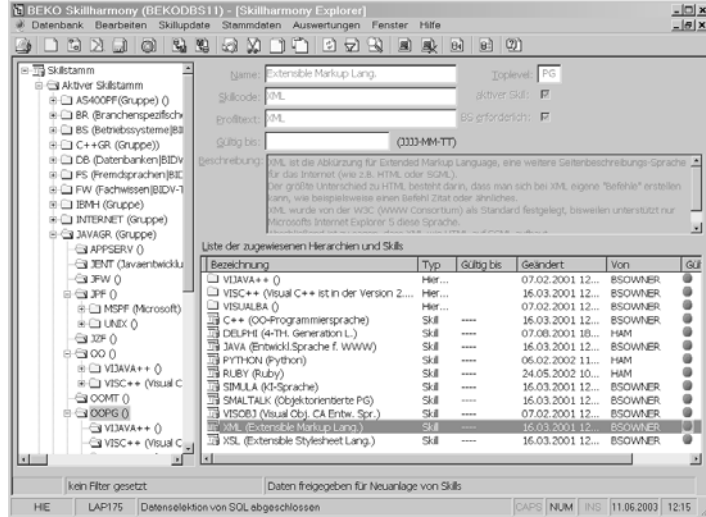 BEKO Skillharmony (BEKODBS11) - [Skillharmony Explorer]
Datenbank Bearbeiten Skillupdate Stammdaten Auswertungen Fenster Hilfe
Skillstamm
Aktiver Skilstamm
AS400PF(Gruppe) ()
BR (Branchenspezifisch
BS (Betriebssysteme|BI
C++GR (Gruppe))
DB (Datenbanken|BIDV
FS (Fremdsprachen|BI
FW (Fachwissen|BIDV-T
IBMH (Gruppe)
INTERNET (Gruppe)
JAVAGR (Gruppe)
APPSERV ()
JENT (Javaentwicklu
JFW ()
JPF ()
MSPF (Microsoft)
UNIX ()
JZF ()
OO ()
VIJAVA++ ()
VISC++ (Visual C
OOMT ()
OOPG ()
VIJAVA++ ()
VISC++ (Visual C
Name: Extensible Markup Lang. Toplevel: PG
Skillcode: XML aktiver Skill:
Profiltext: XML BS erforderlich:
Gültig bis: (JJJJ-MM-TT)
Beschreibung: XML ist die Abkürzung für Extended Markup Language, eine weitere Seitenbeschreibungs-Sprache
für das Internet (wie z.B. HTML oder SGML).
Der größte Unterschied zu HTML besteht darin, dass man sich bei XML eigene "Befehle" erstellen
kann, wie beispielsweise einen Befehl Zitat oder ähnliches.
XML wurde von der W3C (WWW Consortium) als Standard festgelegt, bisweilen unterstützt nur
Microsofts Internet Explorer 5 diese Sprache.
Liste der zugewiesenen Hierarchien und Skills
Bezeichnung Typ Gültig bis Geändert Von Gül
VIJAVA++ () Hier... 07.02.2001 12... BSOWNER
VISC++ (Visual C++ ist in der Version 2.... Hier... 16.03.2001 12... BSOWNER
VISUALBA () Hier... 07.02.2001 12... BSOWNER
C++ (OO-Programmiersprache) Skill ---- 16.03.2001 12... BSOWNER
DELPHI (4-TH. Generation L.) Skill ---- 07.08.2001 18... HAM
JAVA (Entwickl.Sprache f. WWW) Skill ---- 16.03.2001 12... BSOWNER
PYTHON (Python) Skill ---- 06.02.2002 11... HAM
RUBY (Ruby) Skill ---- 24.05.2002 10... HAM
SIMULA (KI-Sprache) Skill ---- 16.03.2001 12... BSOWNER
SMALTALK (Objektorientierte PG) Skill ---- 16.03.2001 12... BSOWNER
VISOBJ (Visual Obj. CA Entw. Spr.) Skill ---- 07.02.2001 12... BSOWNER
XML (Extensible Markup Lang.) Skill ---- 16.03.2001 12... BSOWNER
XSL (Extensible Stylesheet Lang.) Skill ---- 16.03.2001 12... BSOWNER
kein Filter gesetzt Daten freigegeben für Neuanlage von Skills
HIE LAP175 Datenselektion von SQL abgeschlossen CAPS NUM INS 11.06.2003 12:15